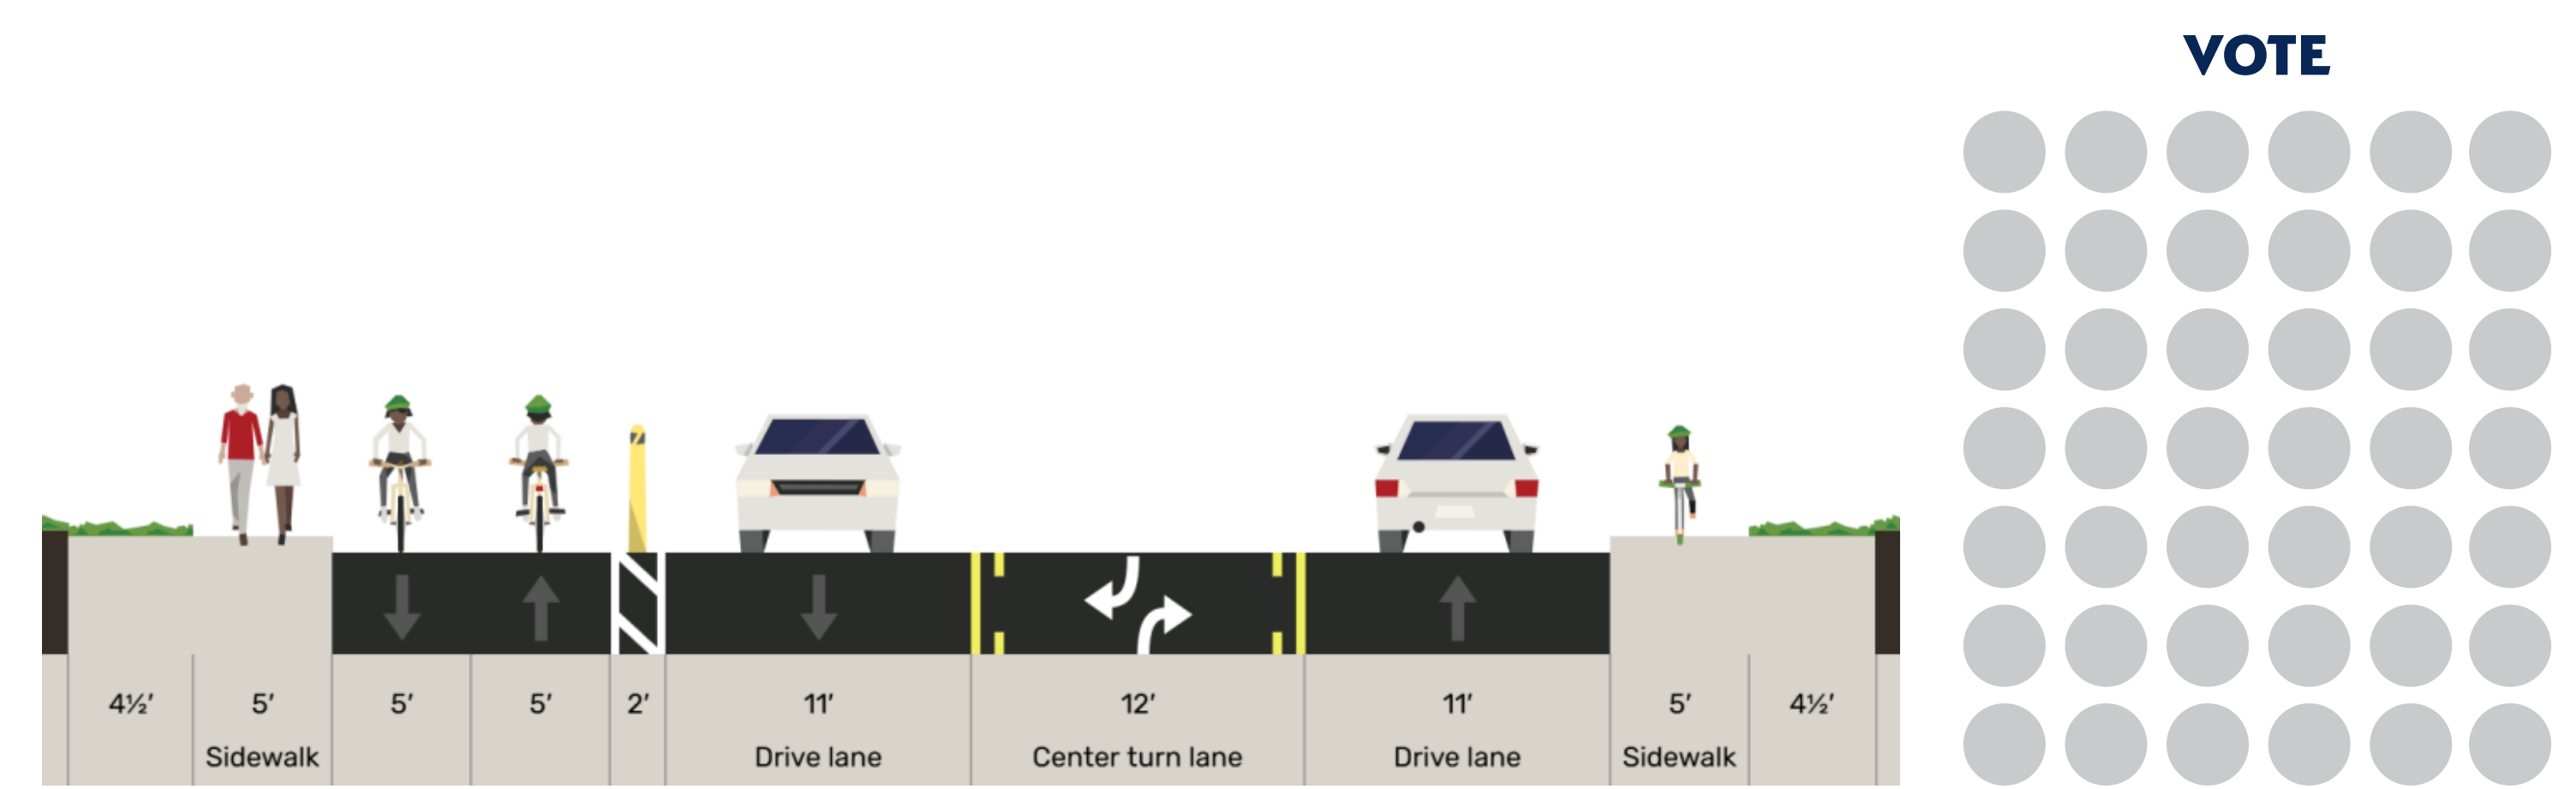 VOTE
4½′ 5′ 5′ 5′ 2′ 11′ 12′ 11′ 5′ 4½′
Sidewalk Drive lane Center turn lane Drive lane Sidewalk